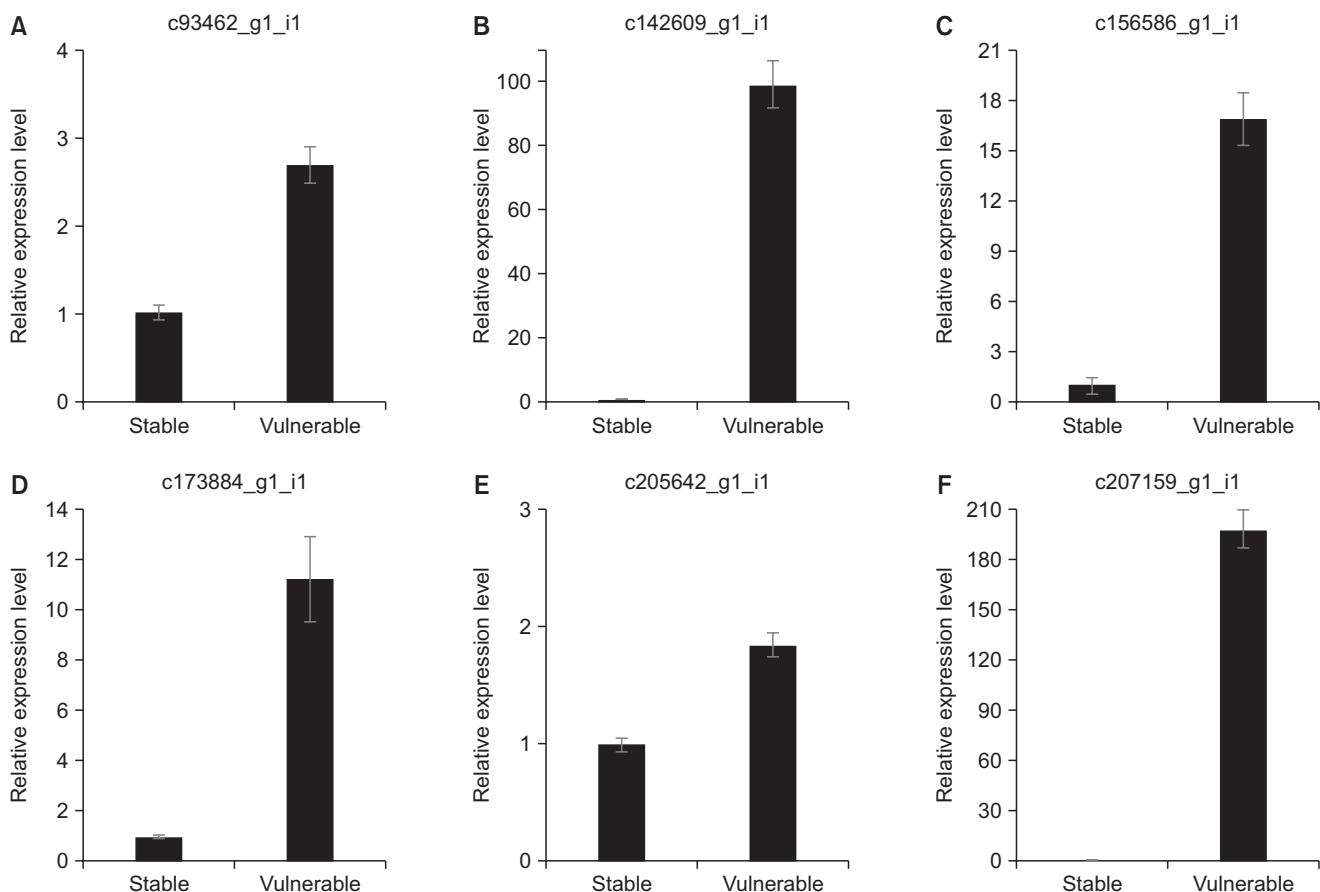 A
c93462_g1_i1
Relative expression level
4
3
2
1
0
Stable
Vulnerable
B
c142609_g1_i1
Relative expression level
100
80
60
40
20
0
Stable
Vulnerable
C
c156586_g1_i1
Relative expression level
21
18
15
12
9
6
3
0
Stable
Vulnerable
D
c173884_g1_i1
Relative expression level
14
12
10
8
6
4
2
0
Stable
Vulnerable
E
c205642_g1_i1
Relative expression level
3
2
1
0
Stable
Vulnerable
F
c207159_g1_i1
Relative expression level
210
180
150
120
90
60
30
0
Stable
Vulnerable